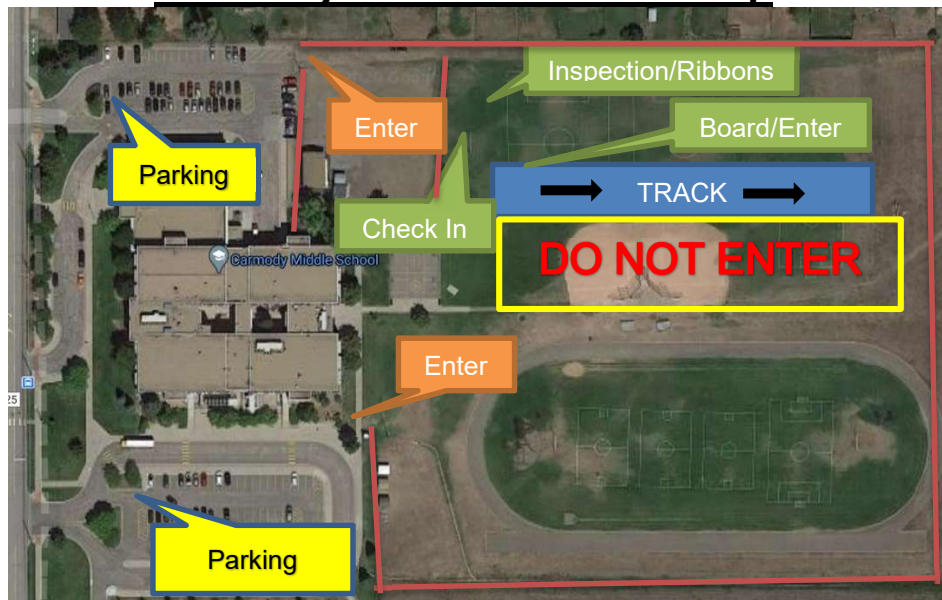 Inspection/Ribbons
Enter
Board/Enter
Parking
TRACK
Check In
Carmody Middle School
DO NOT ENTER
Enter
25
Parking